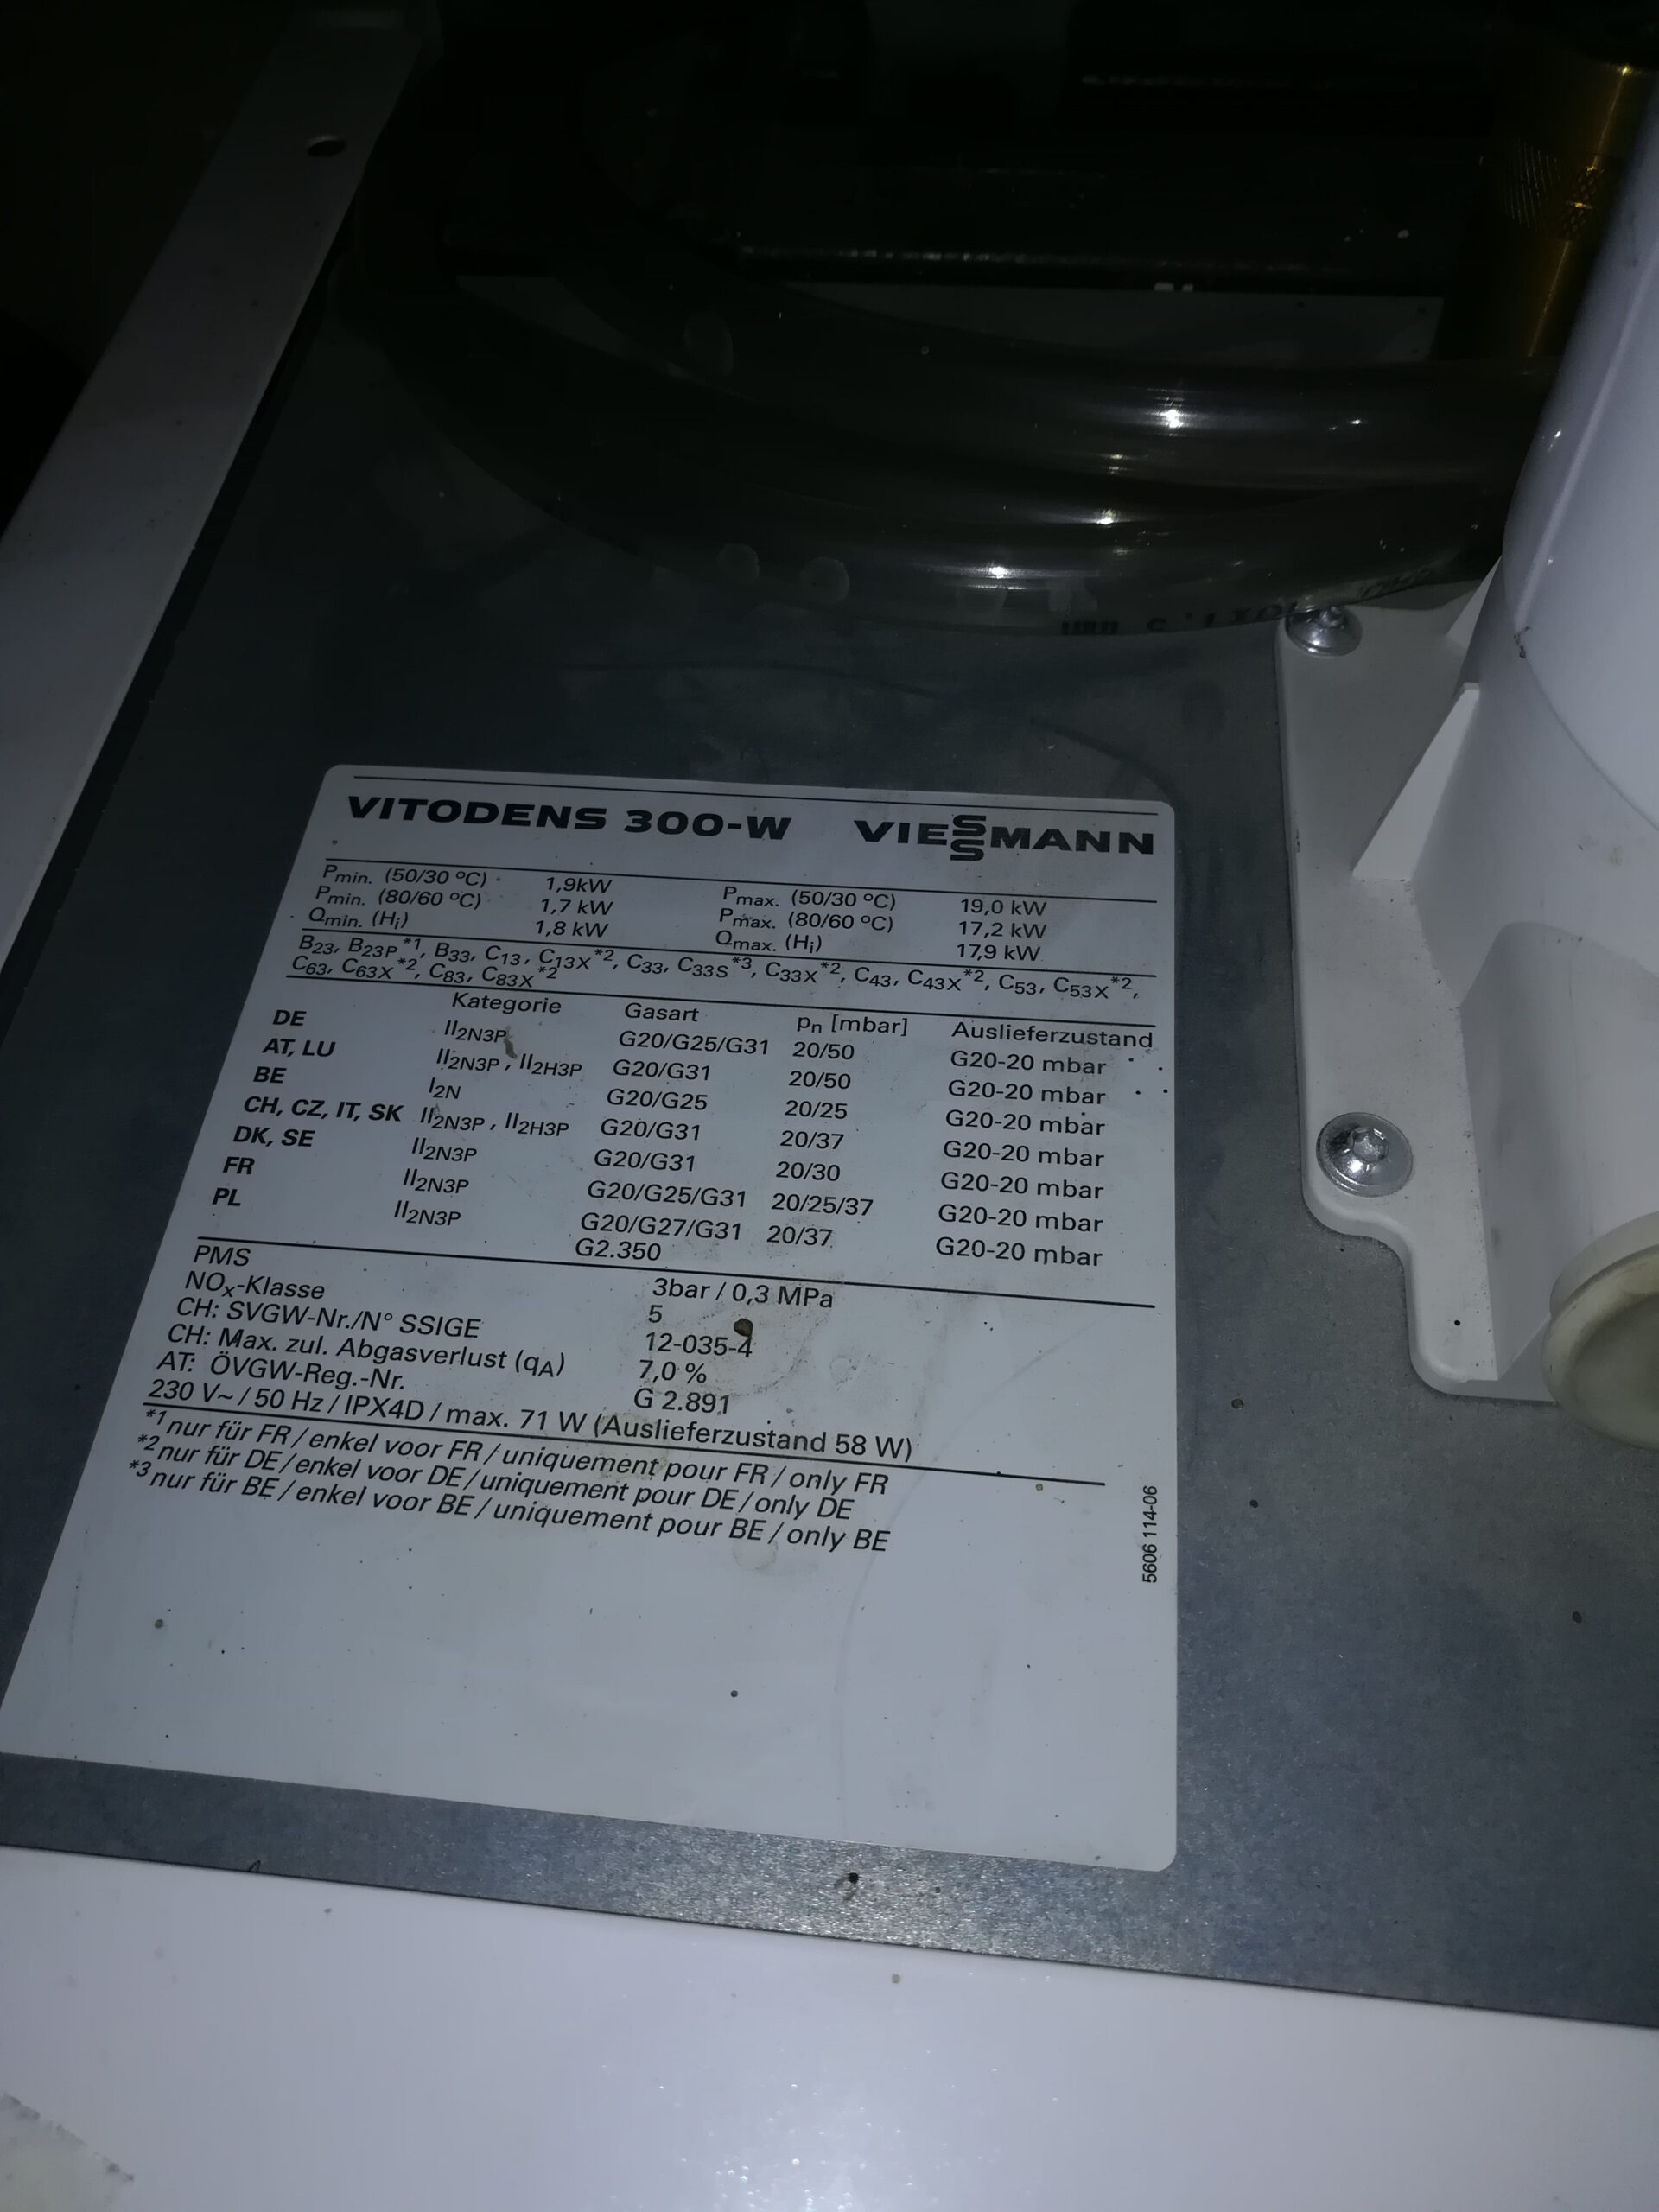 VITODENS 300-W VIESSMANN
Pmin. (50/30 °C) 1,9kW Pmax. (50/30 °C) 19,0 kW
Pmin. (80/60 °C) 1,7 kW Pmax. (80/60 °C) 17,2 kW
Qmin. (Hi) 1,8 kW Qmax. (Hi) 17,9 kW
B23, B23P*1, B33, C13, C13X*2, C33, C33S*3, C33X*2, C43, C43X*2, C53, C53X*2,
C63, C63X*2, C83, C83X*2
Kategorie Gasart pn [mbar] Auslieferzustand
DE II2N3P G20/G25/G31 20/50 G20-20 mbar
AT, LU II2N3P, II2H3P G20/G31 20/50 G20-20 mbar
BE I2N G20/G25 20/25 G20-20 mbar
CH, CZ, IT, SK II2N3P, II2H3P G20/G31 20/37 G20-20 mbar
DK, SE II2N3P G20/G31 20/30 G20-20 mbar
FR II2N3P G20/G25/G31 20/25/37 G20-20 mbar
PL II2N3P G20/G27/G31 20/37 G20-20 mbar
G2.350
PMS 3bar / 0,3 MPa
NOx-Klasse 5
CH: SVGW-Nr./N° SSIGE 12-035-4
CH: Max. zul. Abgasverlust (qA) 7,0 %
AT: ÖVGW-Reg.-Nr. G 2.891
230 V~ / 50 Hz / IPX4D / max. 71 W (Auslieferzustand 58 W)
*1 nur für FR / enkel voor FR / uniquement pour FR / only FR
*2 nur für DE / enkel voor DE / uniquement pour DE / only DE
*3 nur für BE / enkel voor BE / uniquement pour BE / only BE
5606 114-06